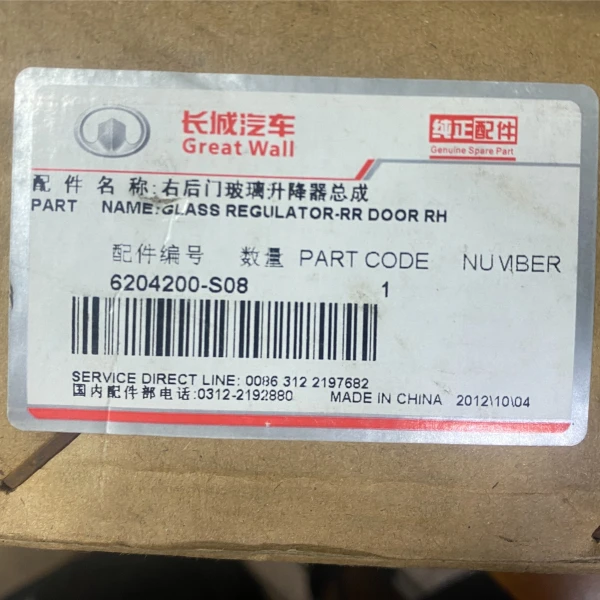 长城汽车
Great Wall
纯正配件
Genuine Spare Part
配 件 名 称:右后门玻璃升降器总成
PART NAME:GLASS REGULATOR-RR DOOR RH
配件编号 数量 PART CODE NUMBER
6204200-S08 1
SERVICE DIRECT LINE: 0086 312 2197682
国内配件部电话:0312-2192880 MADE IN CHINA 2012\10\04